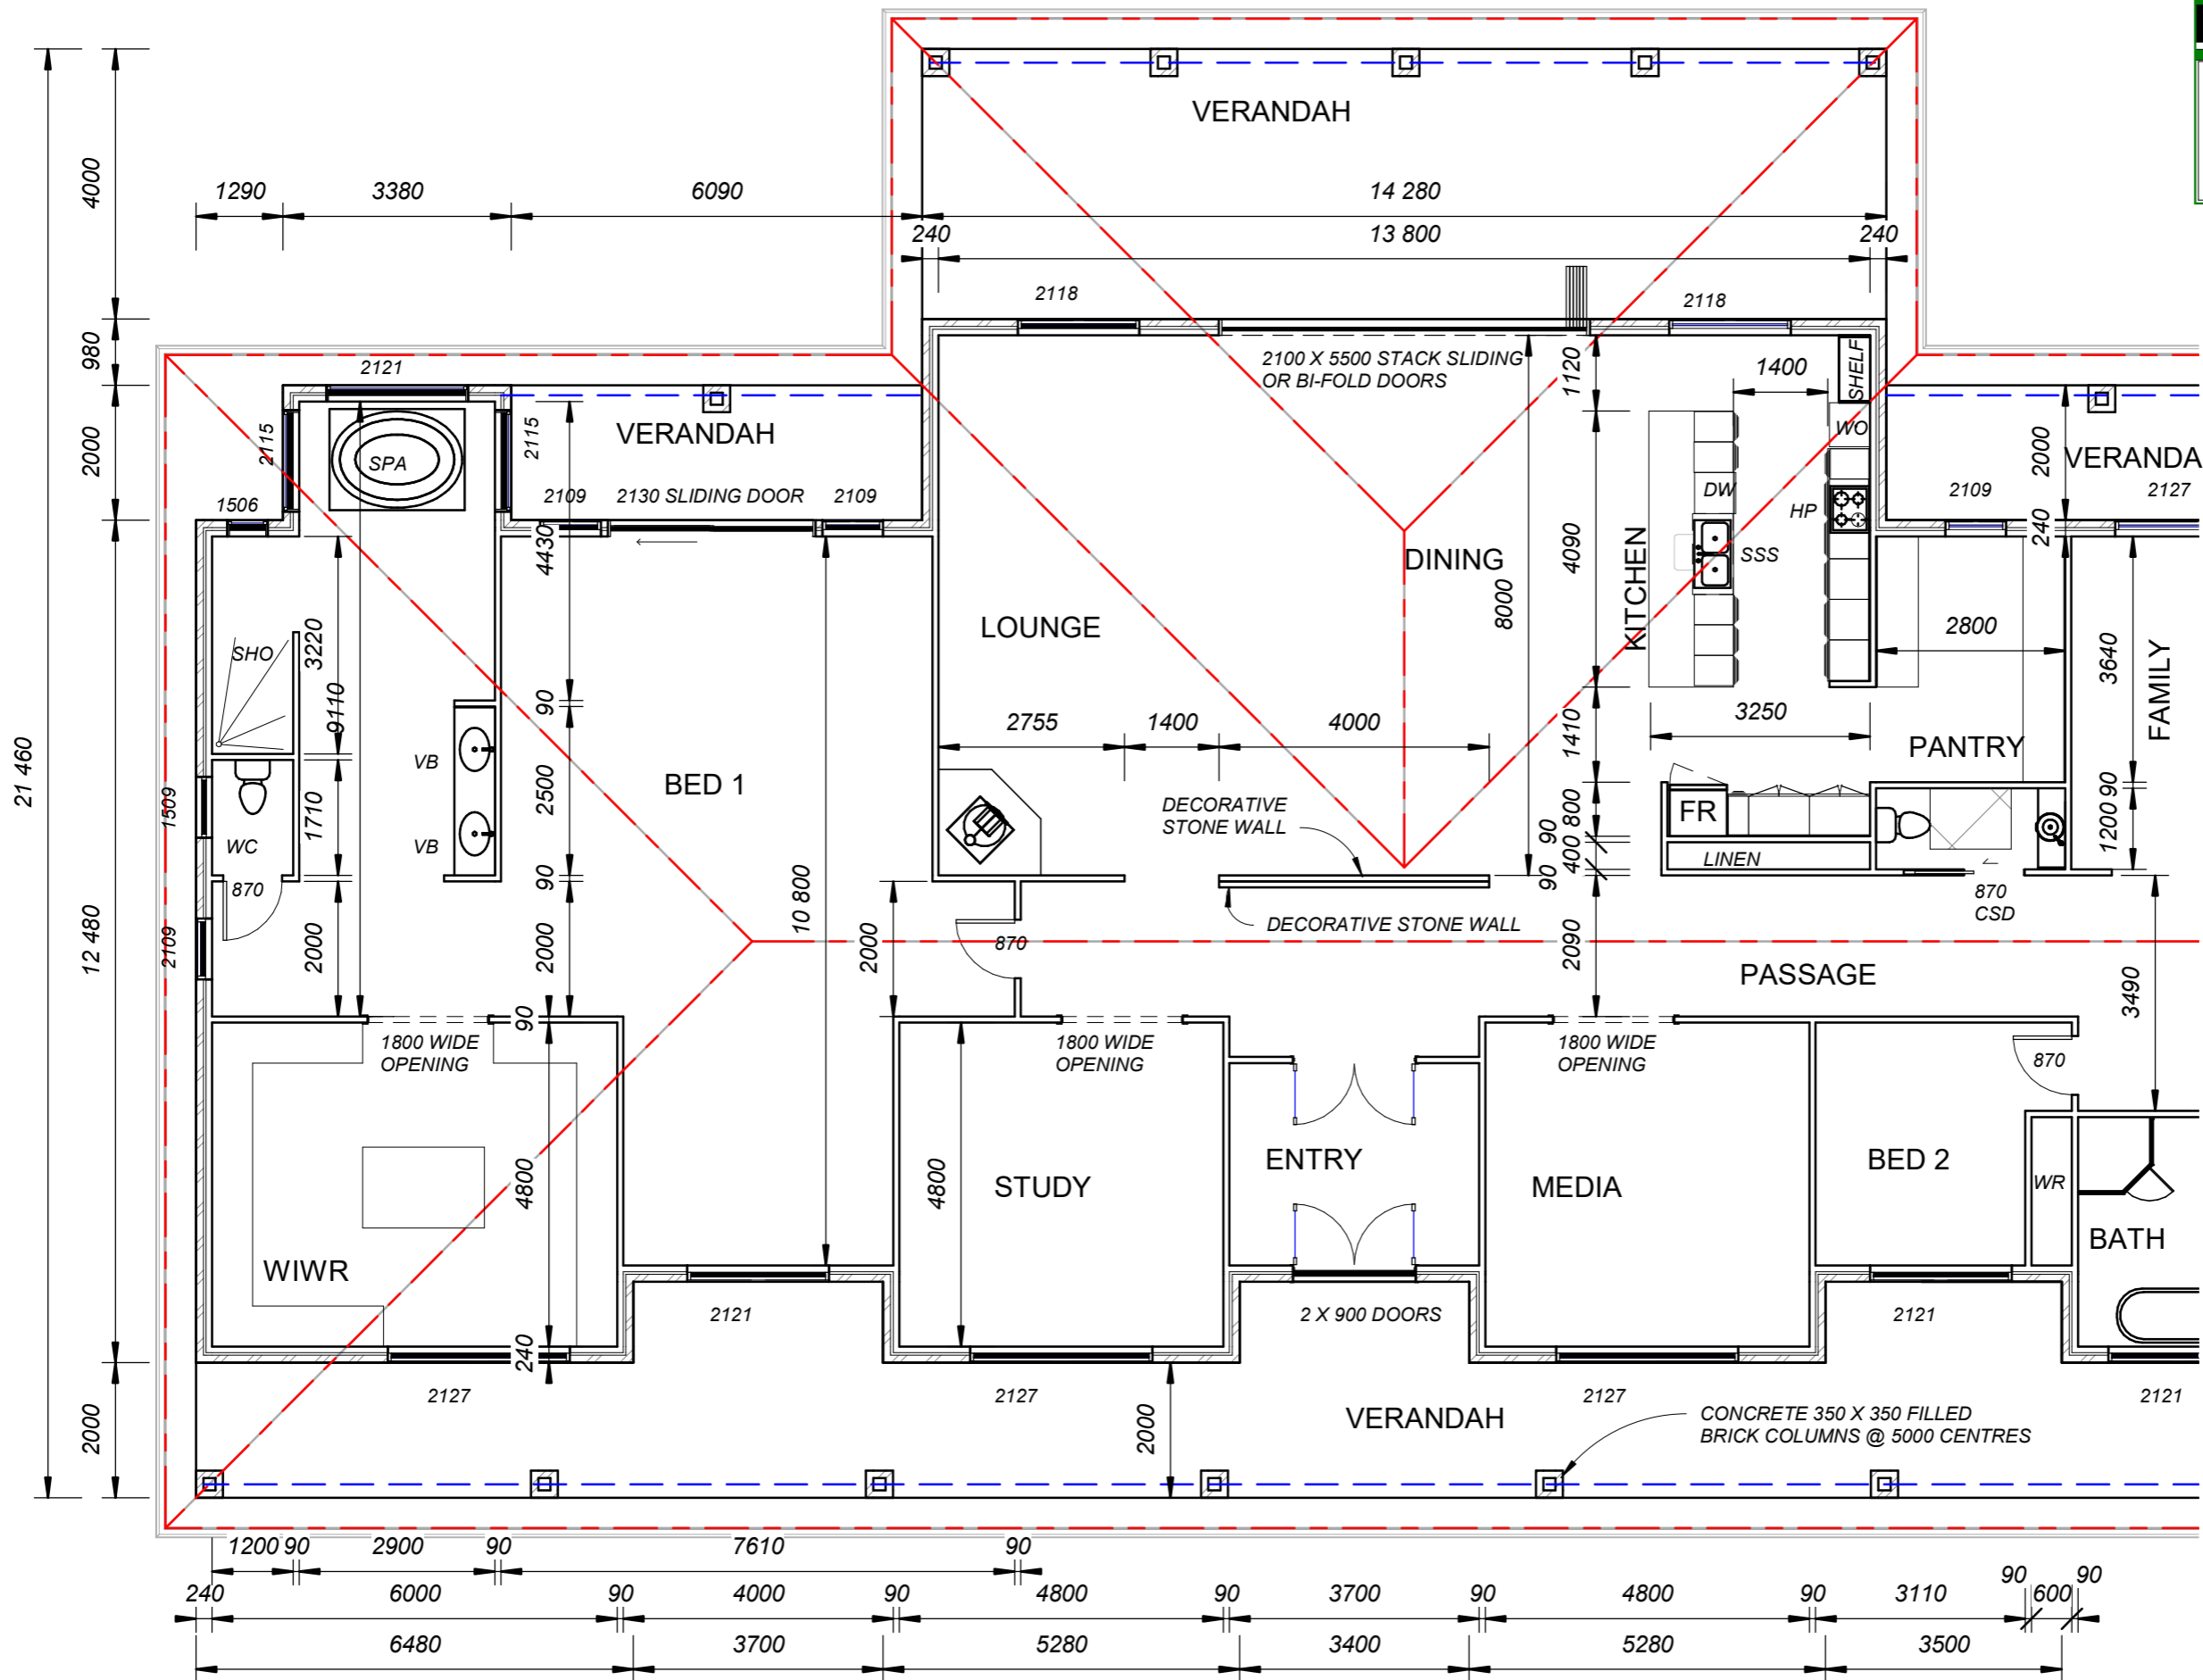 VERANDAH
4000
1290
3380
6090
14 280
240
13 800
240
2118
2118
980
2121
2100 X 5500 STACK SLIDING
OR BI-FOLD DOORS
1120
1400
SHELF
2000
2115
SPA
2115
VERANDAH
WO
2000
VERANDA
1506
2109
2130 SLIDING DOOR
2109
DW
HP
2109
2127
4430
240
DINING
4090
SSS
8000
KITCHEN
LOUNGE
2800
SHO
3220
3640
FAMILY
9110
90
2755
1400
4000
1410
3250
PANTRY
21 460
VB
BED 1
2500
1509
1710
DECORATIVE
STONE WALL
FR
800
90
1200
WC
VB
90
400
LINEN
870
90
90
870
CSD
12 480
2109
2000
2000
10 800
2000
870
DECORATIVE STONE WALL
2090
PASSAGE
3490
90
1800 WIDE
OPENING
1800 WIDE
OPENING
1800 WIDE
OPENING
870
4800
4800
STUDY
ENTRY
MEDIA
BED 2
WR
BATH
WIWR
2121
2 X 900 DOORS
2121
240
2127
2127
2127
2121
2000
2000
VERANDAH
CONCRETE 350 X 350 FILLED
BRICK COLUMNS @ 5000 CENTRES
1200 90 2900 90 7610 90
240 6000 90 4000 90 4800 90 3700 90 4800 90 3110 90 600 90
6480 3700 5280 3400 5280 3500